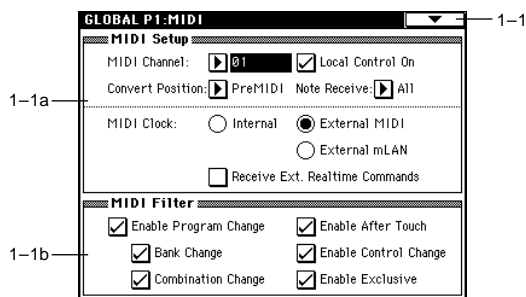 GLOBAL P1:MIDI
1–1
MIDI Setup
MIDI Channel: 01 Local Control On
Convert Position: PreMIDI Note Receive: All
1–1a
MIDI Clock: Internal External MIDI
External mLAN
Receive Ext. Realtime Commands
MIDI Filter
Enable Program Change Enable After Touch
1–1b
Bank Change Enable Control Change
Combination Change Enable Exclusive